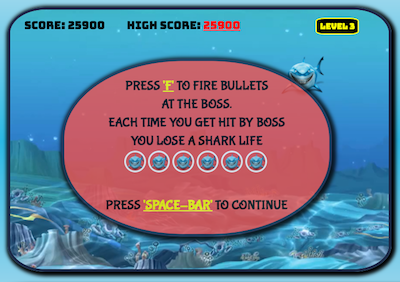 SCORE: 25900 HIGH SCORE: 25900 LEVEL 3
PRESS 'F' TO FIRE BULLETS
AT THE BOSS.
EACH TIME YOU GET HIT BY BOSS
YOU LOSE A SHARK LIFE
PRESS 'SPACE-BAR' TO CONTINUE